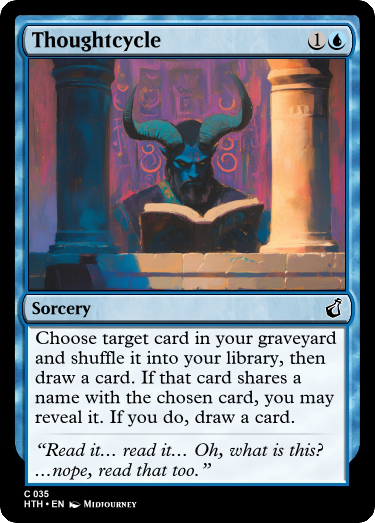 Thoughtcycle 1
Sorcery
Choose target card in your graveyard
and shuffle it into your library, then
draw a card. If that card shares a
name with the chosen card, you may
reveal it. If you do, draw a card.
“Read it… read it… Oh, what is this?
…nope, read that too.”
C 035
HTH • EN Midjourney